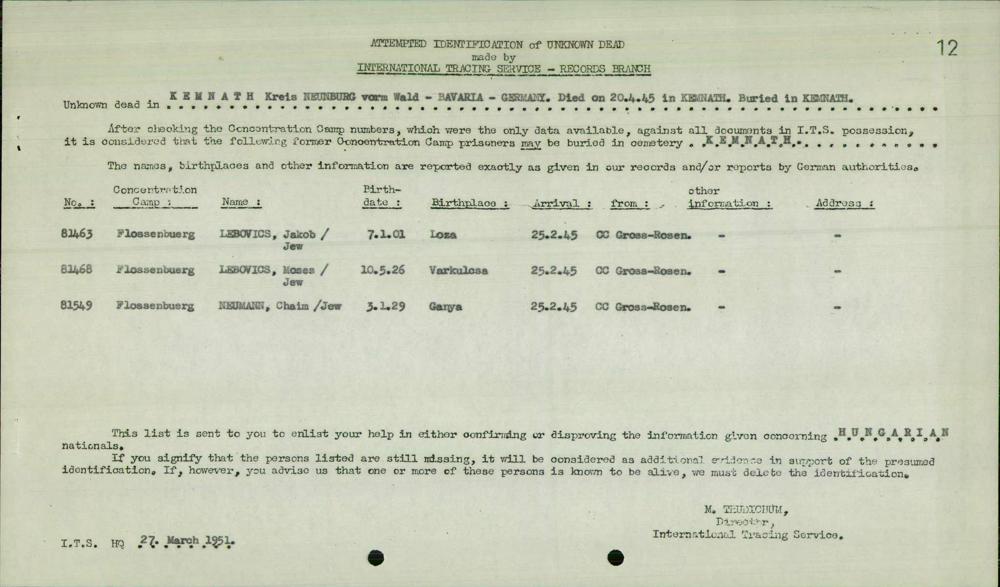 12
ATTEMPTED IDENTIFICATION of UNKNOWN DEAD
made by
INTERNATIONAL TRACING SERVICE - RECORDS BRANCH
Unknown dead in K E M N A T H Kreis NEUNBURG vorm Wald - BAVARIA - GERMANY. Died on 20.4.45 in KEMNATH. Buried in KEMNATH.
After checking the Concentration Camp numbers, which were the only data available, against all documents in I.T.S. possession,
it is considered that the following former Concentration Camp prisoners may be buried in cemetery . .K.E.M.N.A.T.H. . . . . . . . . . . .
The names, birthplaces and other information are reported exactly as given in our records and/or reports by German authorities.
Concentration Birth- other
No. : Camp : Name : date : Birthplace : Arrival : from : information : Address :
81463 Flossenbuerg LEBOVICS, Jakob / 7.1.01 Loza 25.2.45 CC Gross-Rosen. - -
Jew
81468 Flossenbuerg LEBOVICS, Moses / 10.5.26 Varkulosa 25.2.45 CC Gross-Rosen. - -
Jew
81549 Flossenbuerg NEUMANN, Chaim /Jew 3.1.29 Ganya 25.2.45 CC Gross-Rosen. - -
This list is sent to you to enlist your help in either confirming or disproving the information given concerning .H.U.N.G.A.R.I.A.N
nationals.
If you signify that the persons listed are still missing, it will be considered as additional evidence in support of the presumed
identification. If, however, you advise us that one or more of these persons is known to be alive, we must delete the identification.
M. THUDICHUM,
Director,
International Tracing Service.
I.T.S. HQ 27. March 1951.